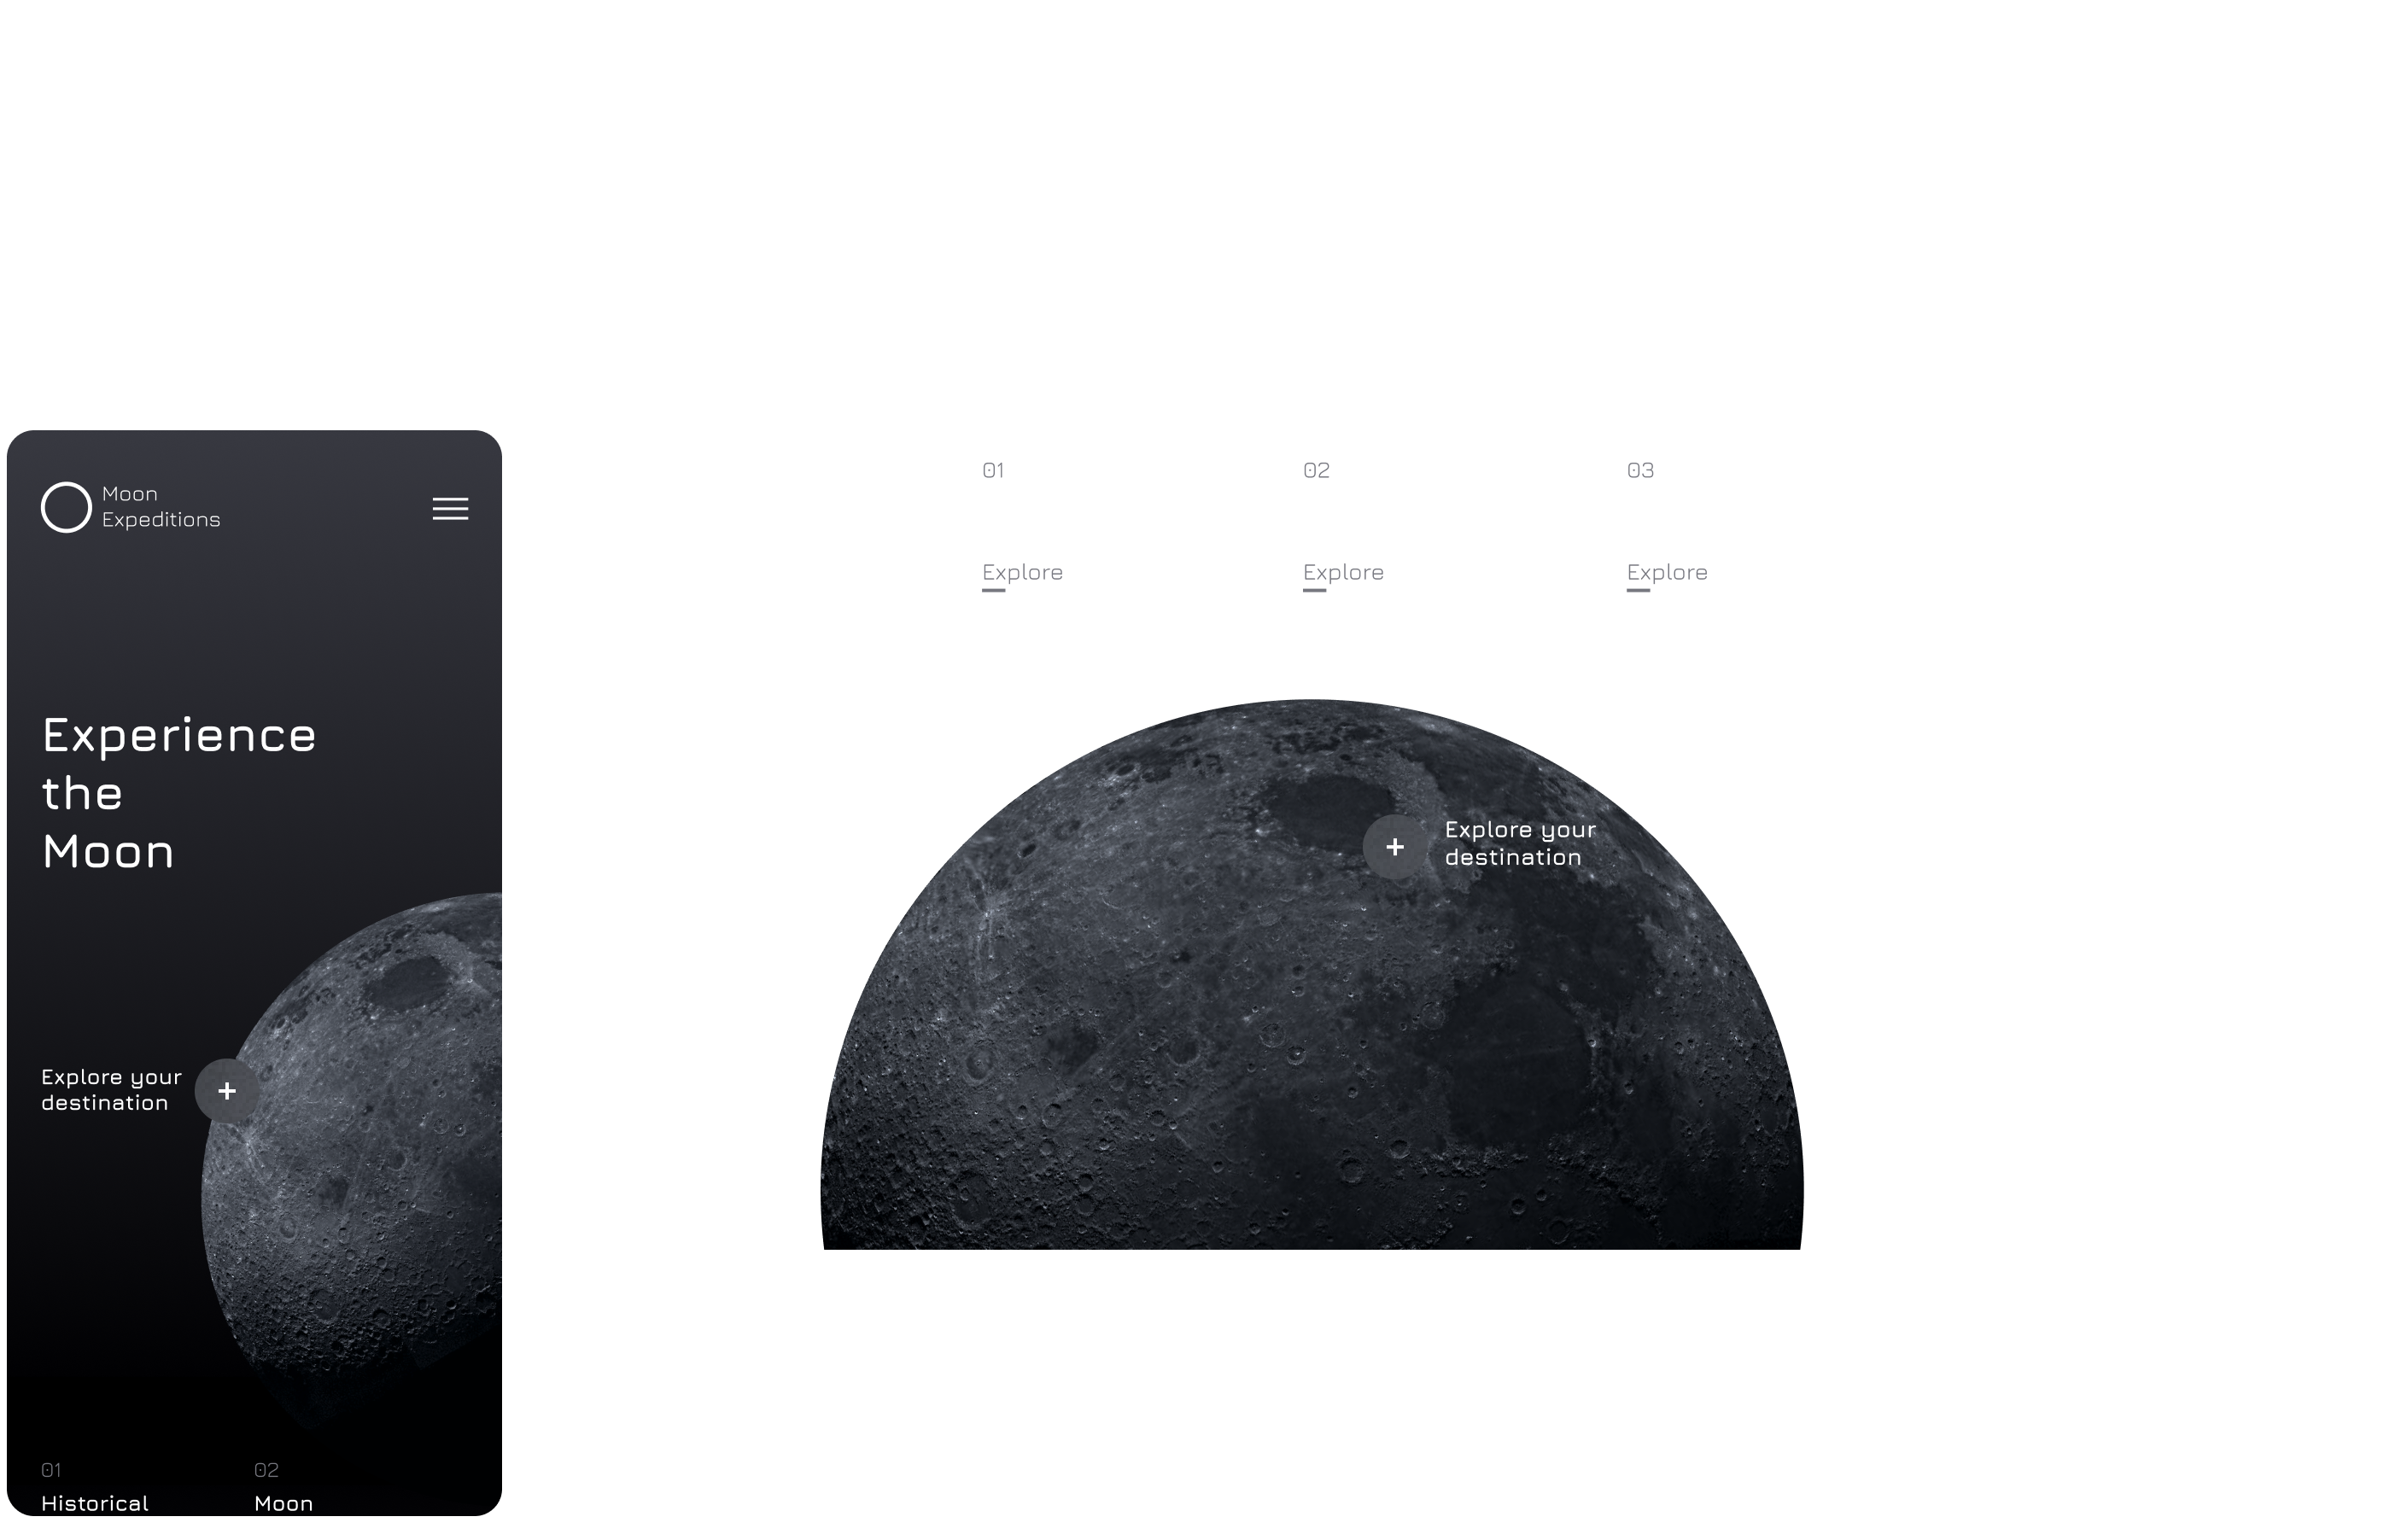 Moon
Expeditions
Experience
the
Moon
Explore your
destination
+
01
02
Historical
Moon
01
02
03
Explore
Explore
Explore
+
Explore your
destination